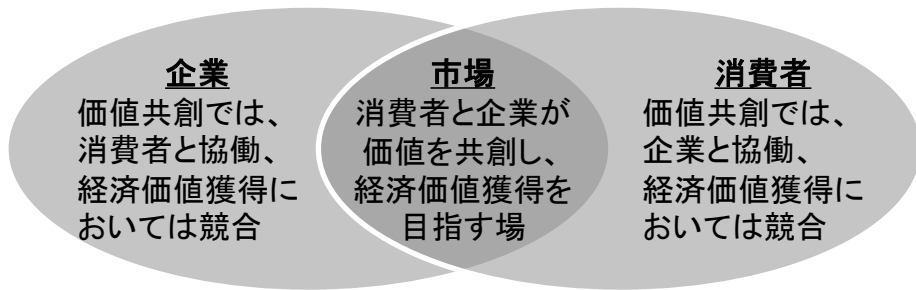 企業
価値共創では、
消費者と協働、
経済価値獲得に
おいては競合
市場
消費者と企業が
価値を共創し、
経済価値獲得を
目指す場
消費者
価値共創では、
企業と協働、
経済価値獲得に
おいては競合